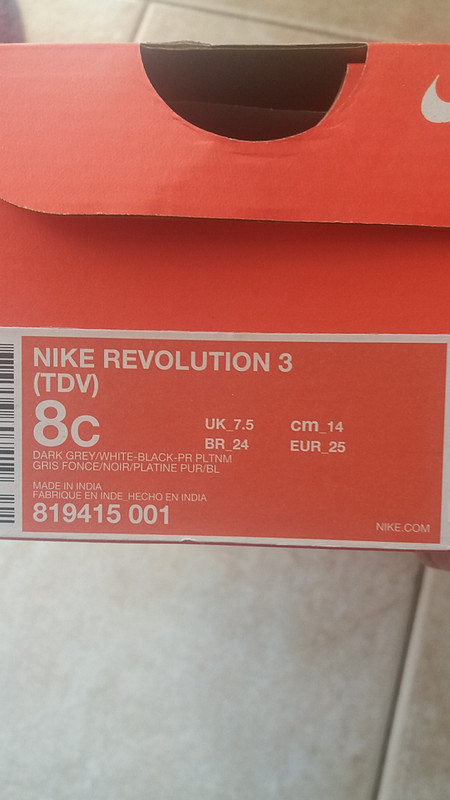 NIKE REVOLUTION 3
(TDV)
8C
UK_7.5 cm_14
BR_24 EUR_25
DARK GREY/WHITE-BLACK-PR PLTNM
GRIS FONCE/NOIR/PLATINE PUR/BL
MADE IN INDIA
FABRIQUE EN INDE_HECHO EN INDIA
819415 001
NIKE.COM